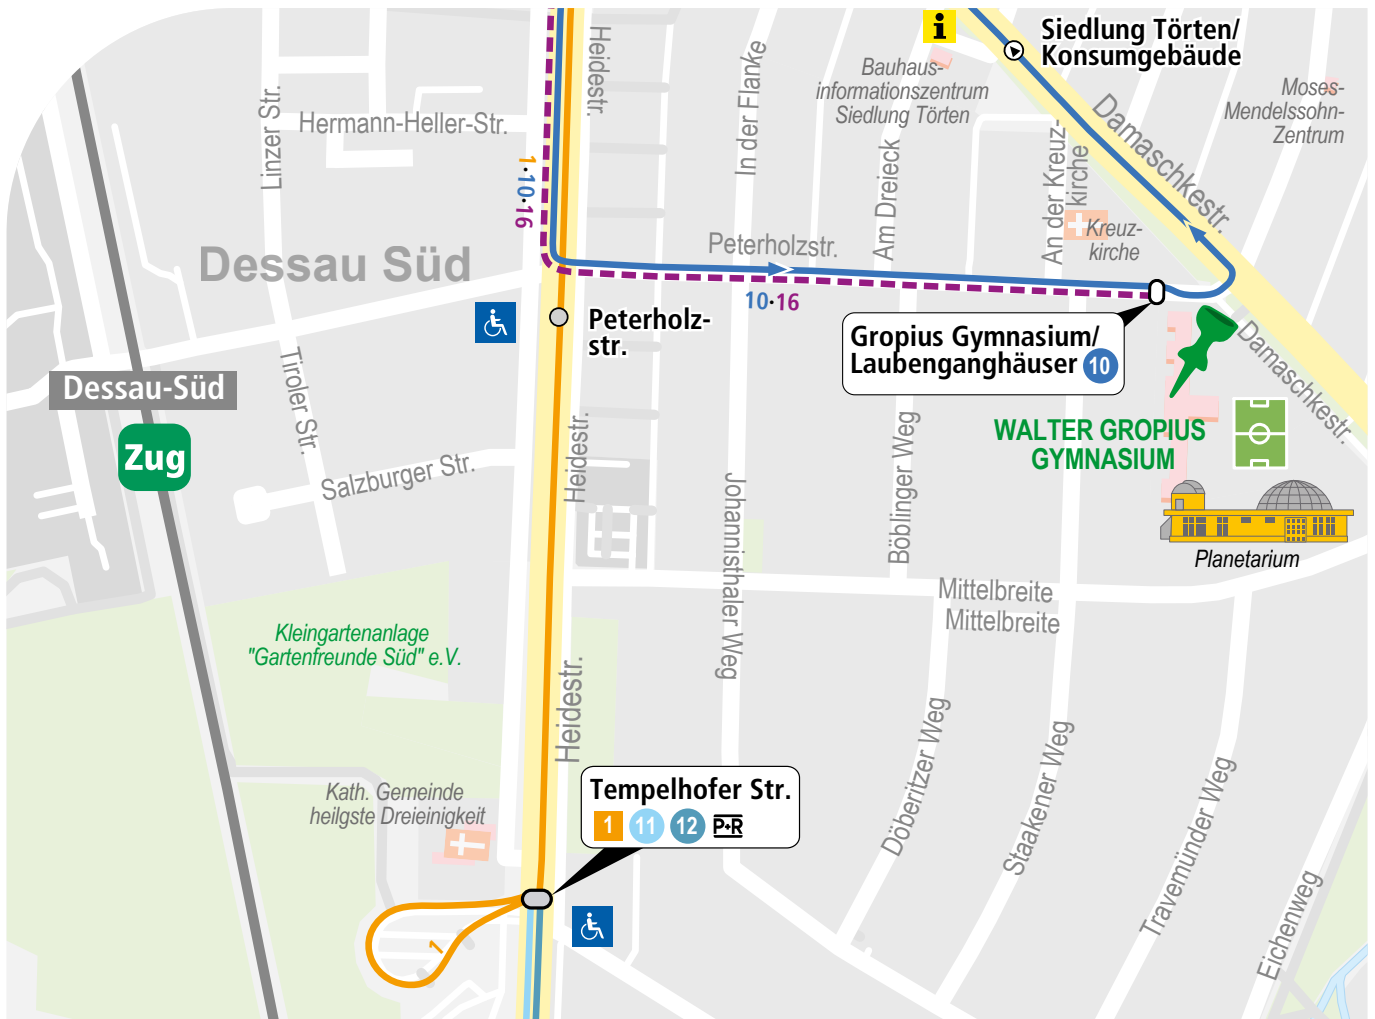 i
Siedlung Törten/
Konsumgebäude
Heidestr.
In der Flanke
Bauhaus-
informationszentrum
Siedlung Törten
Moses-
Mendelssohn-
Zentrum
Linzer Str.
Hermann-Heller-Str.
Damaschkestr.
Am Dreieck
An der Kreuz-
kirche
1·10·16
Kreuz-
kirche
Dessau Süd
Peterholzstr.
10·16
Peterholz-
str.
Gropius Gymnasium/
Laubenganghäuser 10
Damaschkestr.
Tiroler Str.
Dessau-Süd
Zug
Salzburger Str.
Heidestr.
WALTER GROPIUS
GYMNASIUM
Böblinger Weg
Johannisthaler Weg
Planetarium
Mittelbreite
Mittelbreite
Kleingartenanlage
"Gartenfreunde Süd" e.V.
Heidestr.
Döberitzer Weg
Staakener Weg
Travemünder Weg
Eichenweg
Kath. Gemeinde
heilgste Dreieinigkeit
Tempelhofer Str.
1 11 12 P+R
1